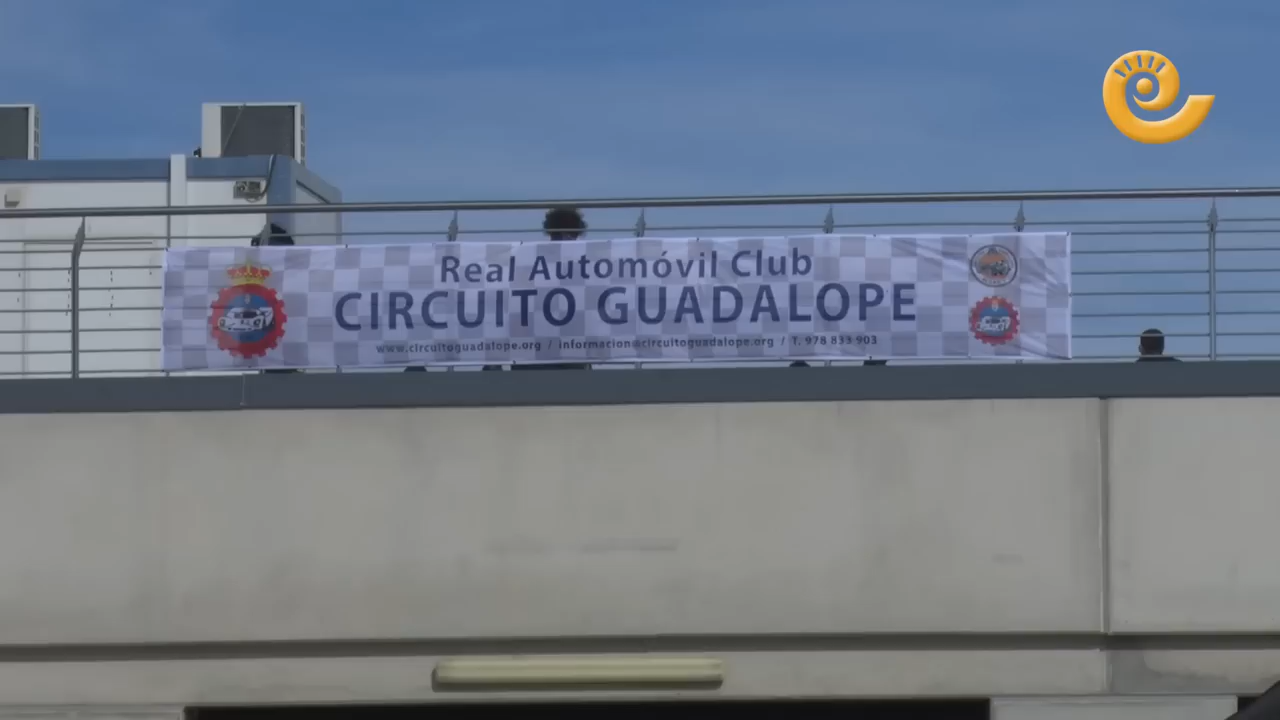 Real Automóvil Club
CIRCUITO GUADALOPE
www.circuitoguadalope.org / informacion@circuitoguadalope.org / T. 978 833 903